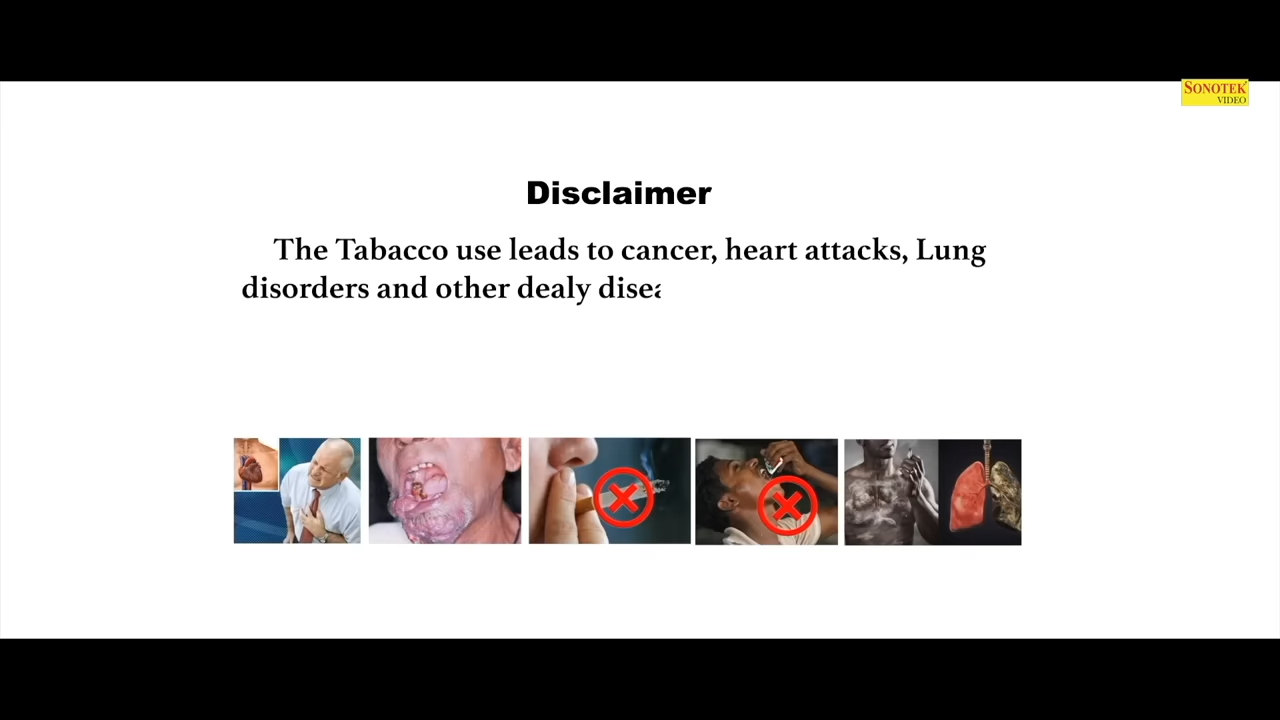 SONOTEK
VIDEO
Disclaimer
The Tabacco use leads to cancer, heart attacks, Lung
disorders and other dealy disea